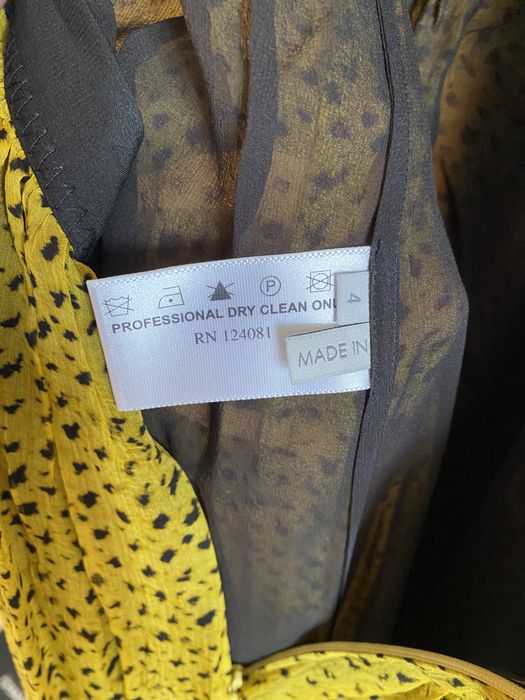 P
PROFESSIONAL DRY CLEAN ONL
4
RN 124081
MADE IN